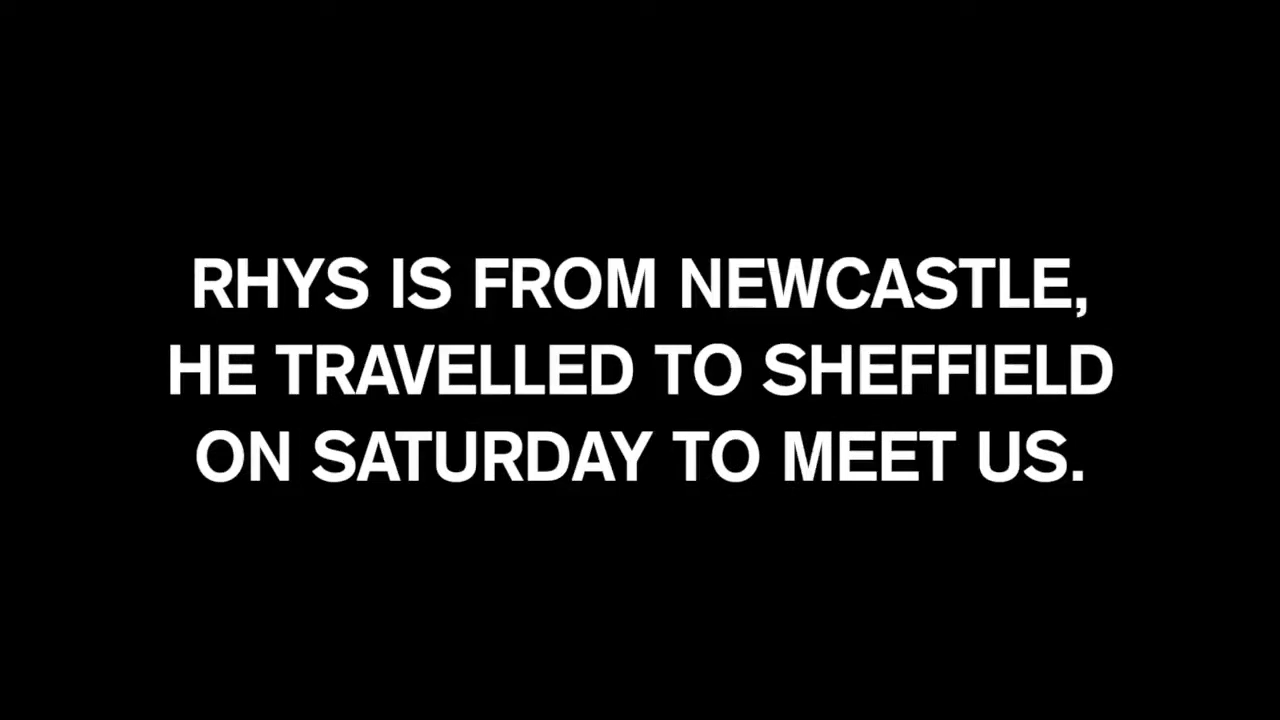 RHYS IS FROM NEWCASTLE,
HE TRAVELLED TO SHEFFIELD
ON SATURDAY TO MEET US.